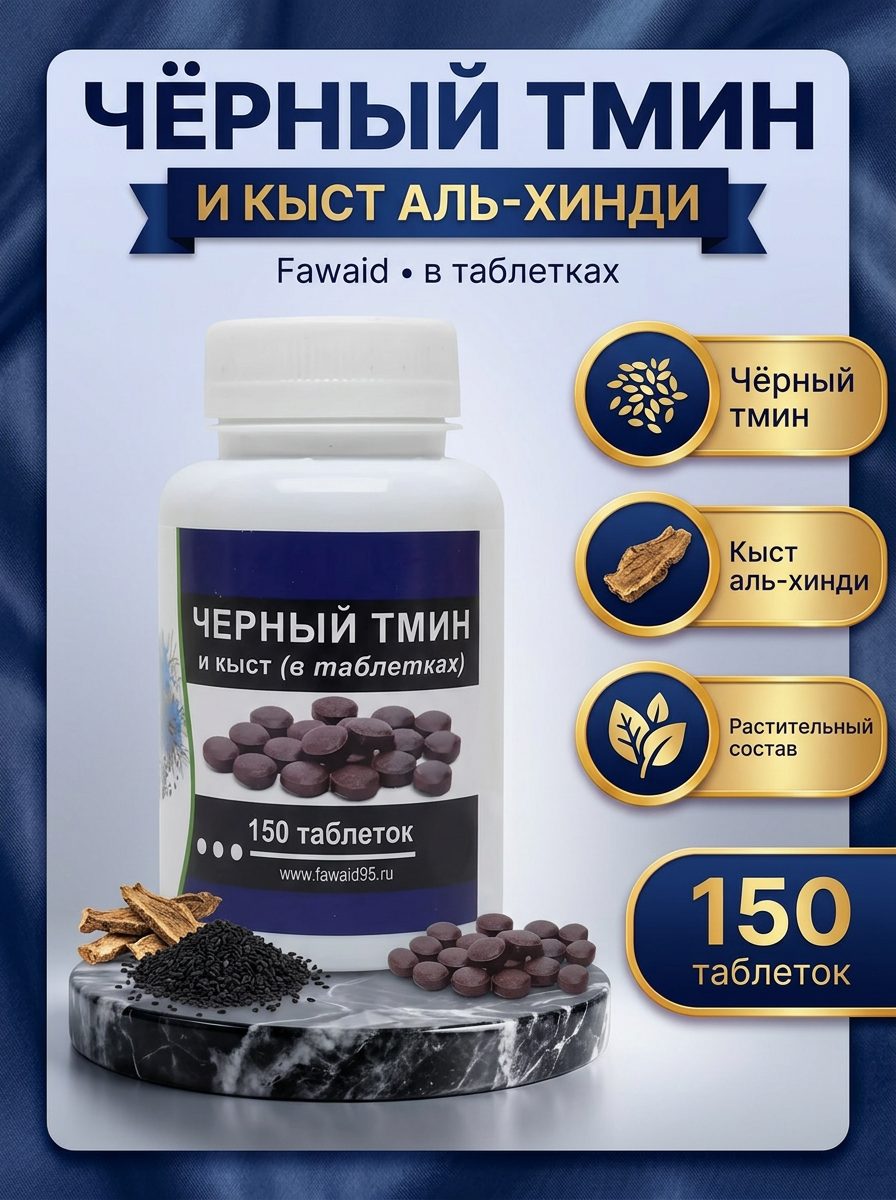 ЧЁРНЫЙ ТМИН
И КЫСТ АЛЬ-ХИНДИ
Fawaid • в таблетках
Чёрный
тмин
Кыст
аль-хинди
Растительный
состав
150
таблеток
ЧЕРНЫЙ ТМИН
и кыст (в таблетках)
150 таблеток
www.fawaid95.ru